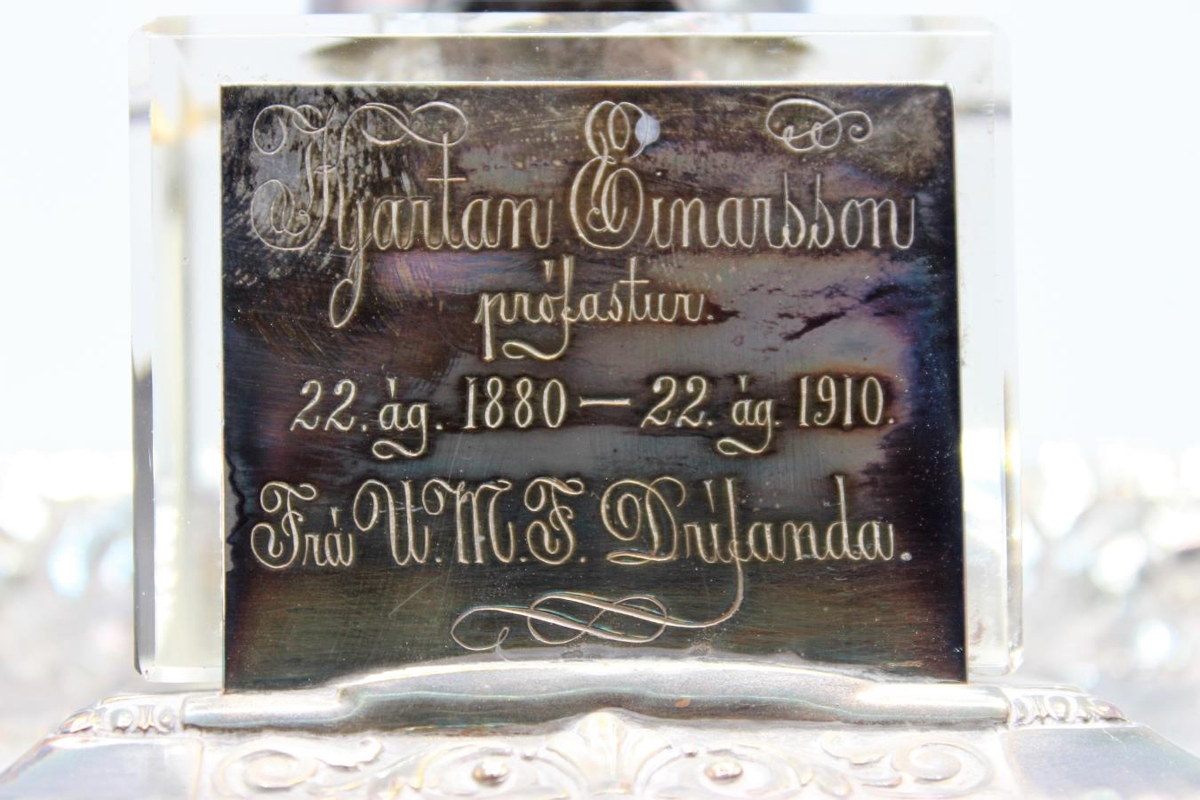 Kjartan Einarsson
prófastur.
22. ág. 1880 — 22. ág. 1910.
Frá U.M.F. Drífanda.